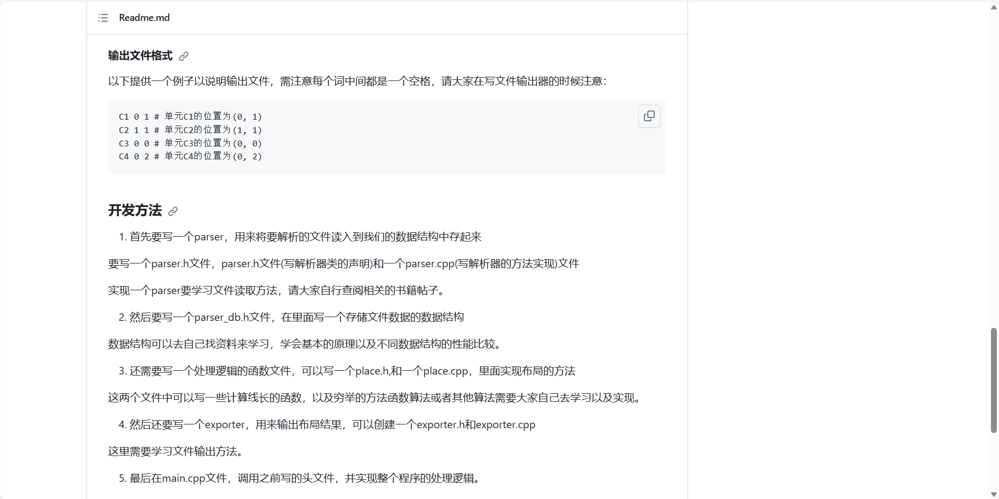 Readme.md
输出文件格式
以下提供一个例子以说明输出文件，需注意每个词中间都是一个空格，请大家在写文件输出器的时候注意：
C1 0 1 # 单元C1的位置为(0, 1)
C2 1 1 # 单元C2的位置为(1, 1)
C3 0 0 # 单元C3的位置为(0, 0)
C4 0 2 # 单元C4的位置为(0, 2)
开发方法
1. 首先要写一个parser，用来将要解析的文件读入到我们的数据结构中存起来
要写一个parser.h文件，parser.h文件(写解析器类的声明)和一个parser.cpp(写解析器的方法实现)文件
实现一个parser要学习文件读取方法，请大家自行查阅相关的书籍帖子。
2. 然后要写一个parser_db.h文件，在里面写一个存储文件数据的数据结构
数据结构可以去自己找资料来学习，学会基本的原理以及不同数据结构的性能比较。
3. 还需要写一个处理逻辑的函数文件，可以写一个place.h,和一个place.cpp，里面实现布局的方法
这两个文件中可以写一些计算线长的函数，以及穷举的方法函数算法或者其他算法需要大家自己去学习以及实现。
4. 然后还要写一个exporter，用来输出布局结果，可以创建一个exporter.h和exporter.cpp
这里需要学习文件输出方法。
5. 最后在main.cpp文件，调用之前写的头文件，并实现整个程序的处理逻辑。